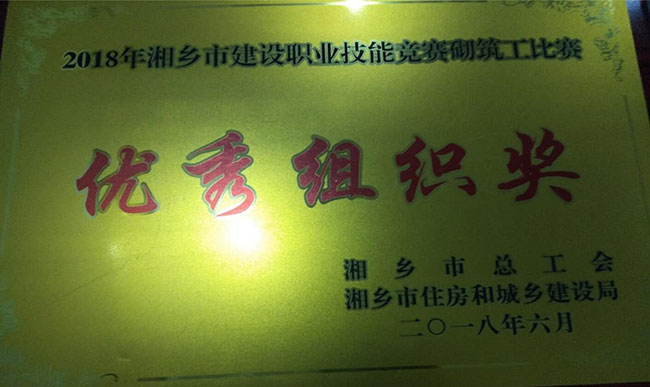 2018年湘乡市建设职业技能竞赛砌筑工比赛
优秀组织奖
湘乡市总工会
湘乡市住房和城乡建设局
二〇一八年六月